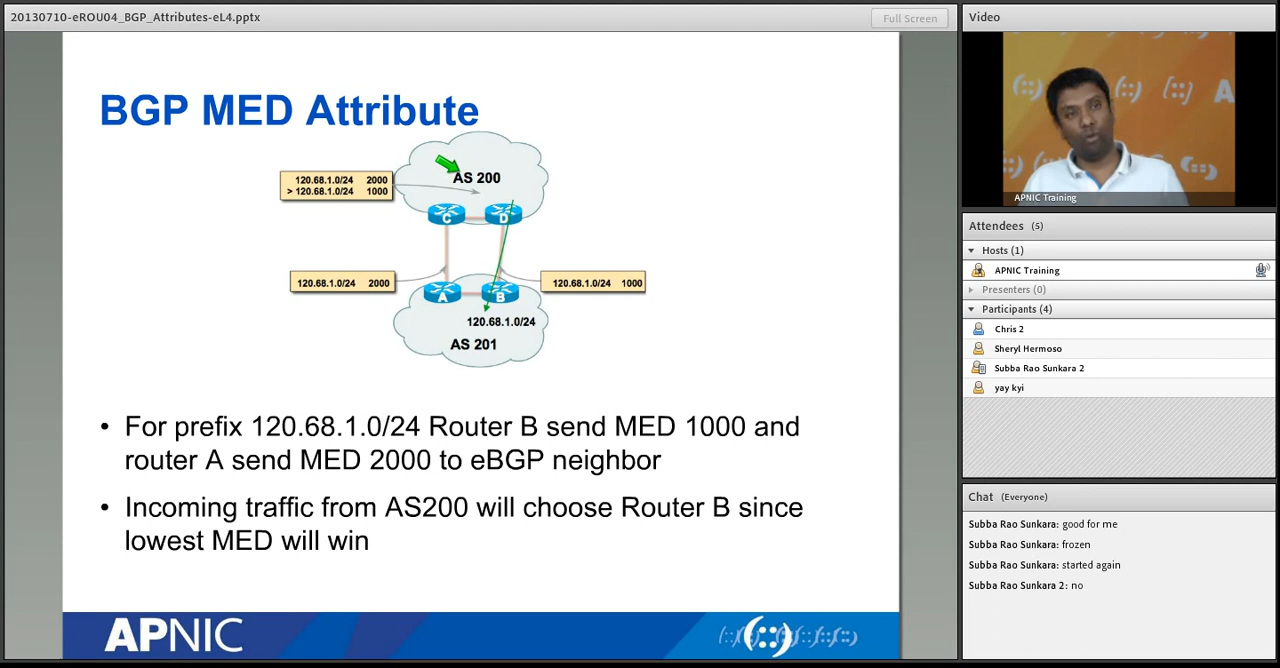 20130710-eROU04_BGP_Attributes-eL4.pptx
Full Screen
BGP MED Attribute
120.68.1.0/24 2000
> 120.68.1.0/24 1000
AS 200
C
D
120.68.1.0/24 2000
A
B
120.68.1.0/24 1000
120.68.1.0/24
AS 201
• For prefix 120.68.1.0/24 Router B send MED 1000 and
router A send MED 2000 to eBGP neighbor
• Incoming traffic from AS200 will choose Router B since
lowest MED will win
APNIC
(::)
Video
A
APNIC Training
Attendees (5)
Hosts (1)
APNIC Training
Presenters (0)
Participants (4)
Chris 2
Sheryl Hermoso
Subba Rao Sunkara 2
yay kyi
Chat (Everyone)
Subba Rao Sunkara: good for me
Subba Rao Sunkara: frozen
Subba Rao Sunkara: started again
Subba Rao Sunkara 2: no